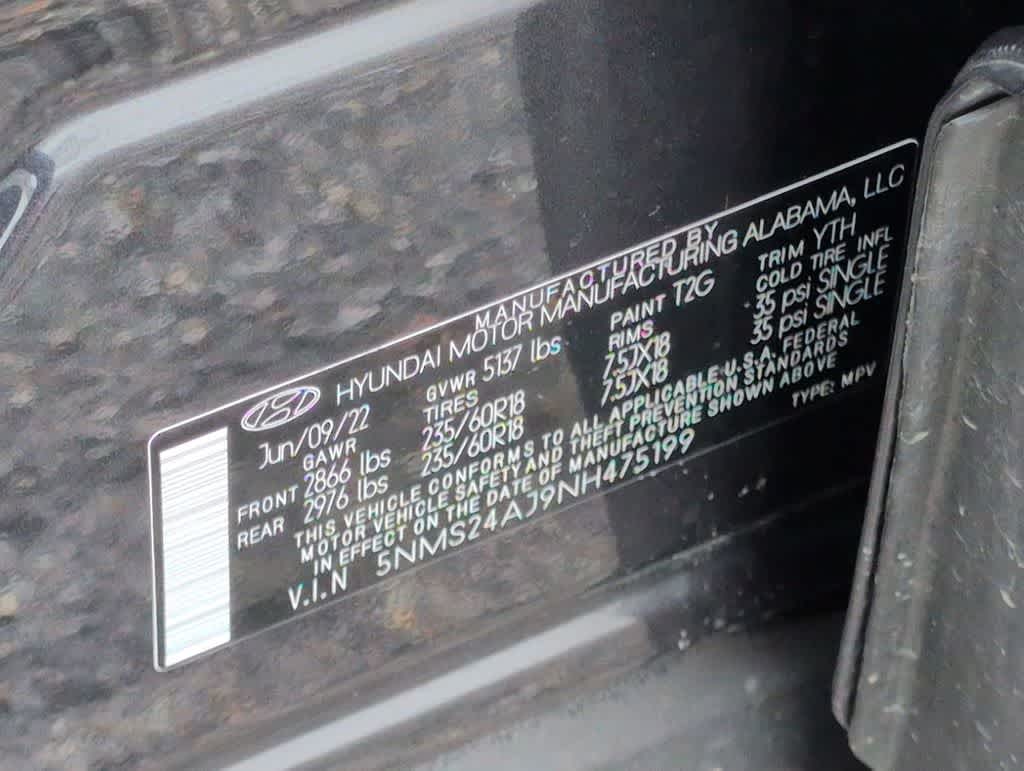 MANUFACTURED BY
HYUNDAI MOTOR MANUFACTURING ALABAMA, LLC
Jun/09/22 GVWR 5137 lbs PAINT T2G TRIM YTH
GAWR TIRES RIMS COLD TIRE INFL
FRONT 2866 lbs 235/60R18 7.5JX18 35 psi SINGLE
REAR 2976 lbs 235/60R18 7.5JX18 35 psi SINGLE
THIS VEHICLE CONFORMS TO ALL APPLICABLE U.S.A. FEDERAL
MOTOR VEHICLE SAFETY AND THEFT PREVENTION STANDARDS
IN EFFECT ON THE DATE OF MANUFACTURE SHOWN ABOVE
V.I.N 5NMS24AJ9NH475199 TYPE: MPV